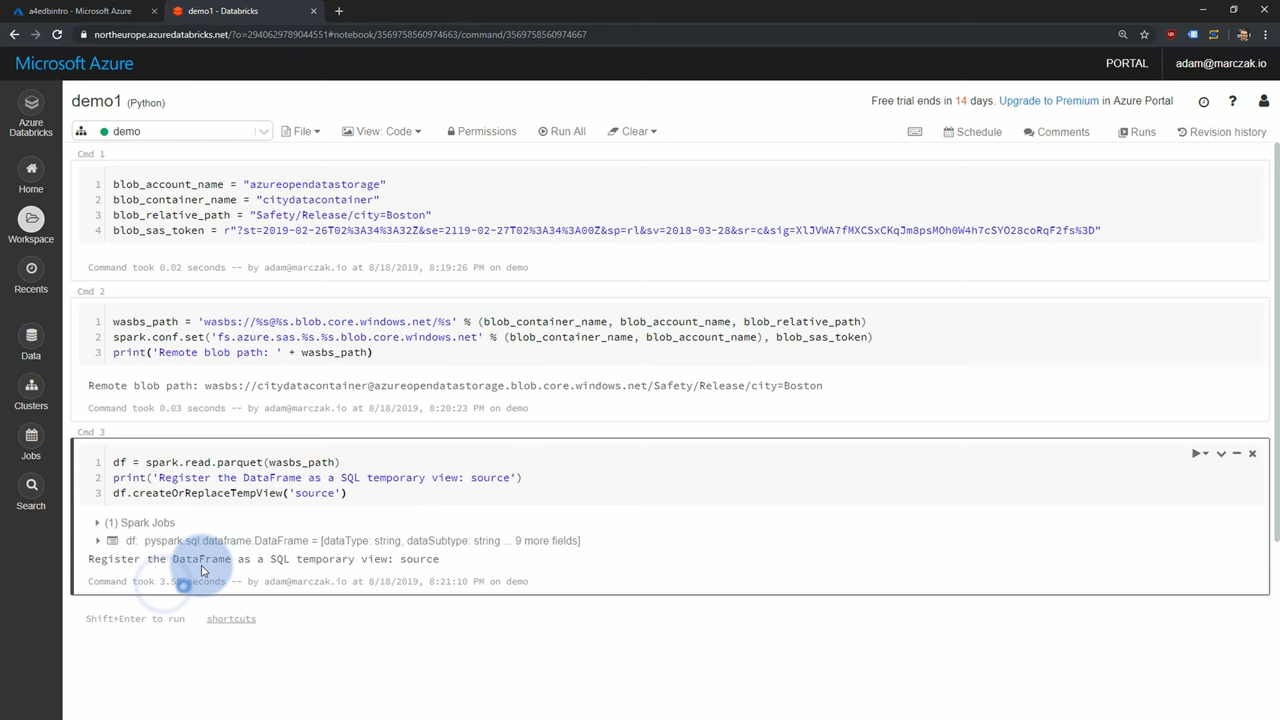 a4edbintro - Microsoft Azure
demo1 - Databricks
northeurope.azuredatabricks.net/?o=2940629789044551#notebook/3569758560974663/command/3569758560974667
Microsoft Azure
PORTAL
adam@marczak.io
Azure Databricks
Home
Workspace
Recents
Data
Clusters
Jobs
Search
demo1 (Python)
Free trial ends in 14 days. Upgrade to Premium in Azure Portal
demo
File
View: Code
Permissions
Run All
Clear
Schedule
Comments
Runs
Revision history
Cmd 1
1 blob_account_name = "azureopendatastorage"
2 blob_container_name = "citydatacontainer"
3 blob_relative_path = "Safety/Release/city=Boston"
4 blob_sas_token = r"?st=2019-02-26T02%3A34%3A32Z&se=2119-02-27T02%3A34%3A00Z&sp=rl&sv=2018-03-28&sr=c&sig=XlJVWA7fMXCSxCKqJm8psMOh0W4h7cSYO28coRqF2fs%3D"
Command took 0.02 seconds -- by adam@marczak.io at 8/18/2019, 8:19:26 PM on demo
Cmd 2
1 wasbs_path = 'wasbs://%s@%s.blob.core.windows.net/%s' % (blob_container_name, blob_account_name, blob_relative_path)
2 spark.conf.set('fs.azure.sas.%s.%s.blob.core.windows.net' % (blob_container_name, blob_account_name), blob_sas_token)
3 print('Remote blob path: ' + wasbs_path)
Remote blob path: wasbs://citydatacontainer@azureopendatastorage.blob.core.windows.net/Safety/Release/city=Boston
Command took 0.03 seconds -- by adam@marczak.io at 8/18/2019, 8:20:23 PM on demo
Cmd 3
1 df = spark.read.parquet(wasbs_path)
2 print('Register the DataFrame as a SQL temporary view: source')
3 df.createOrReplaceTempView('source')
(1) Spark Jobs
df: pyspark.sql.dataframe.DataFrame = [dataType: string, dataSubtype: string ... 9 more fields]
Register the DataFrame as a SQL temporary view: source
Command took seconds -- by adam@marczak.io at 8/18/2019, 8:21:10 PM on demo
Shift+Enter to run shortcuts